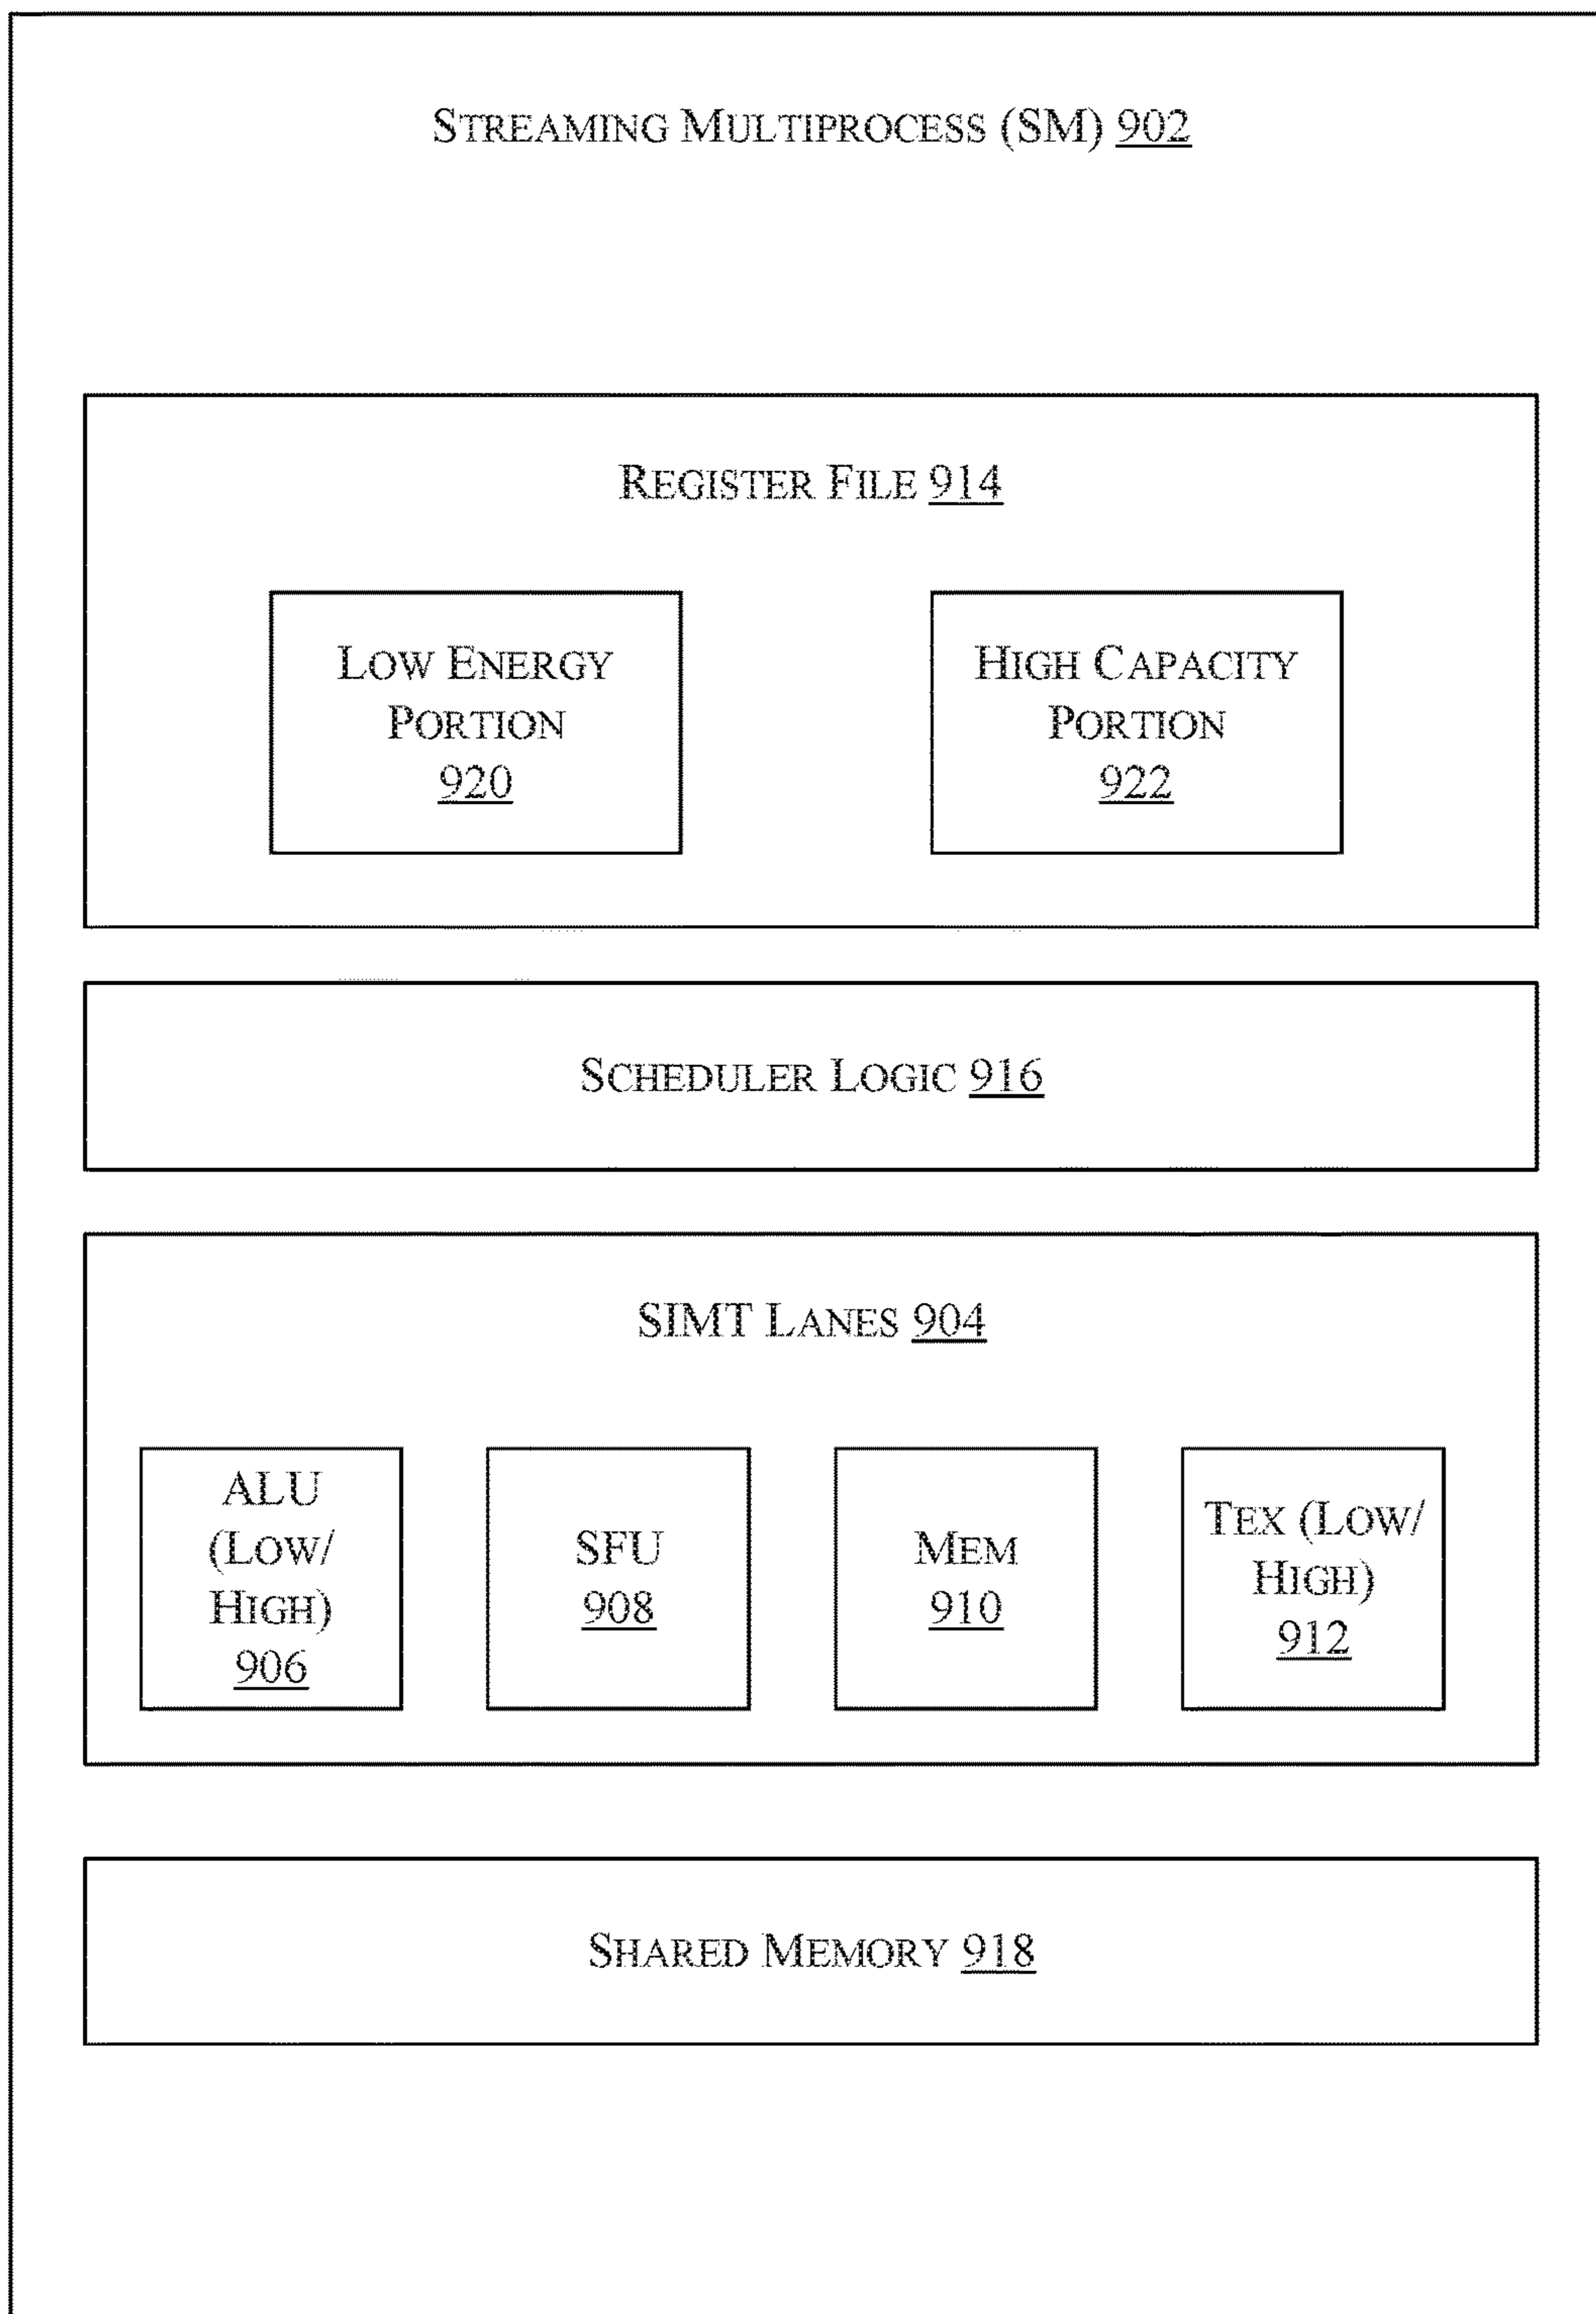 STREAMING MULTIPROCESS (SM) 902
REGISTER FILE 914
LOW ENERGY
PORTION
920
HIGH CAPACITY
PORTION
922
SCHEDULER LOGIC 916
SIMT LANES 904
ALU
(LOW/
HIGH)
906
SFU
908
MEM
910
TEX (LOW/
HIGH)
912
SHARED MEMORY 918